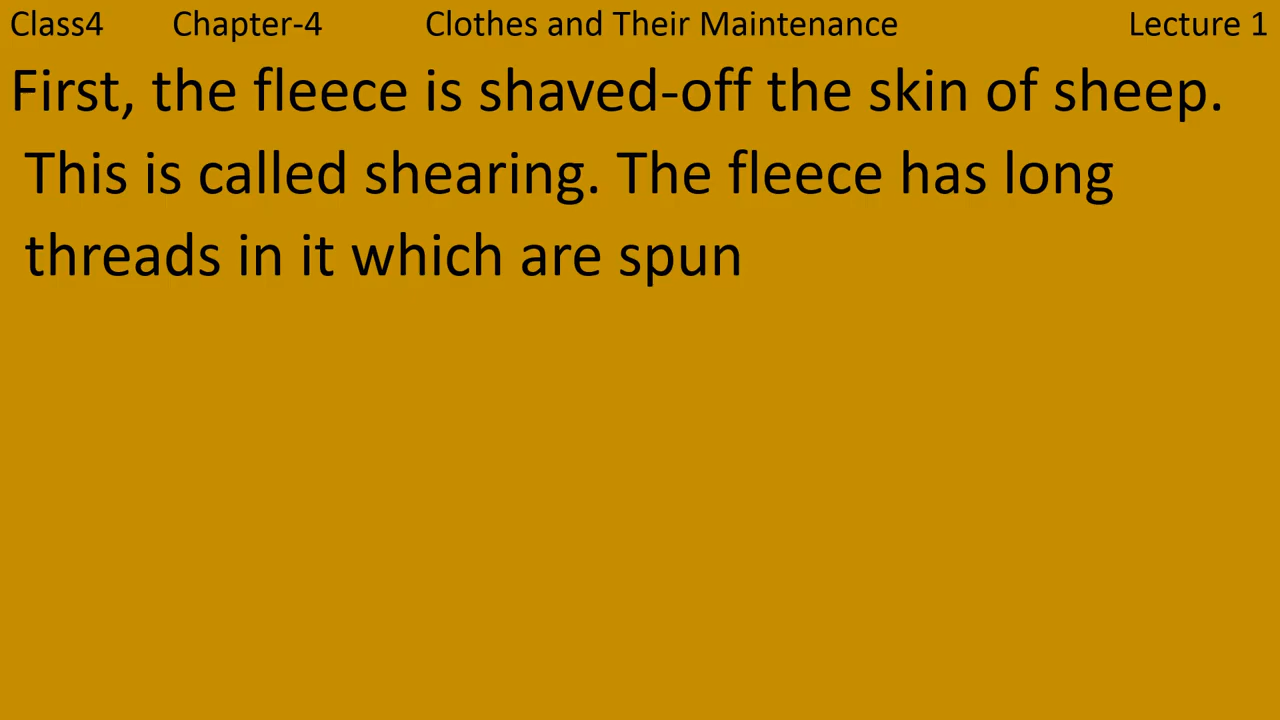 Class4 Chapter-4 Clothes and Their Maintenance Lecture 1
First, the fleece is shaved-off the skin of sheep.
This is called shearing. The fleece has long
threads in it which are spun